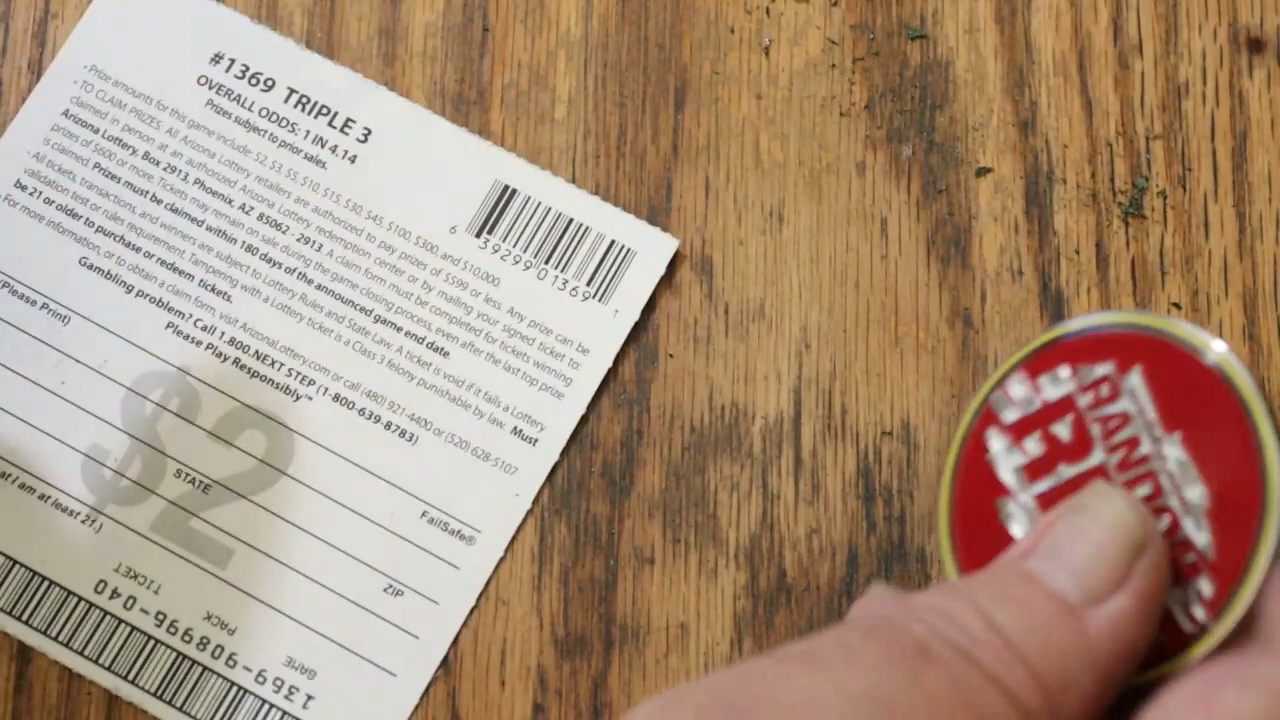 #1369 TRIPLE 3
OVERALL ODDS: 1 IN 4.14
Prizes subject to prior sales.
• Prize amounts for this game include: $2, $3, $5, $10, $15, $30, $45, $100, $300, and $10,000.
• TO CLAIM PRIZES: All Arizona Lottery retailers are authorized to pay prizes of $599 or less. Any prize can be
claimed in person at an authorized Arizona Lottery redemption center or by mailing your signed ticket to:
Arizona Lottery, Box 2913, Phoenix, AZ 85062 - 2913. A claim form must be completed for tickets winning
prizes of $600 or more. Tickets may remain on sale during the game closing process, even after the last top prize
is claimed. Prizes must be claimed within 180 days of the announced game end date.
• All tickets, transactions, and winners are subject to Lottery Rules and State Law. A ticket is void if it fails a Lottery
validation test or rules requirement. Tampering with a Lottery ticket is a Class 3 felony punishable by law. Must
be 21 or older to purchase or redeem tickets.
• For more information, or to obtain a claim form, visit ArizonaLottery.com or call (480) 921-4400 or (520) 628-5107
Gambling problem? Call 1.800.NEXT STEP (1-800-639-8783)
Please Play Responsibly™
6 39299 01369 1
(Please Print)
$2
STATE
FailSafe®
ZIP
at I am at least 21.)
GAME PACK TICKET
1369-908996-040